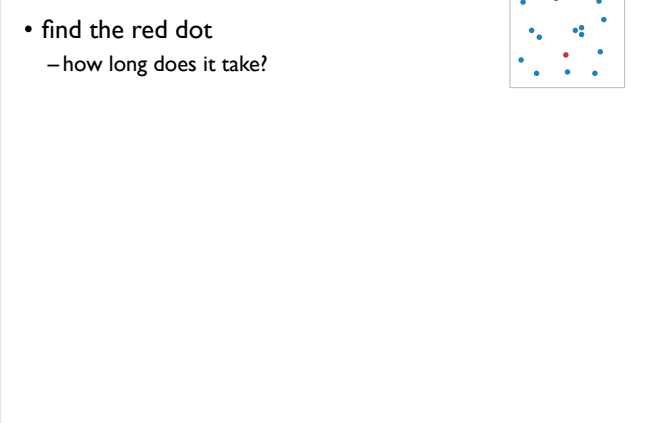 • find the red dot
– how long does it take?